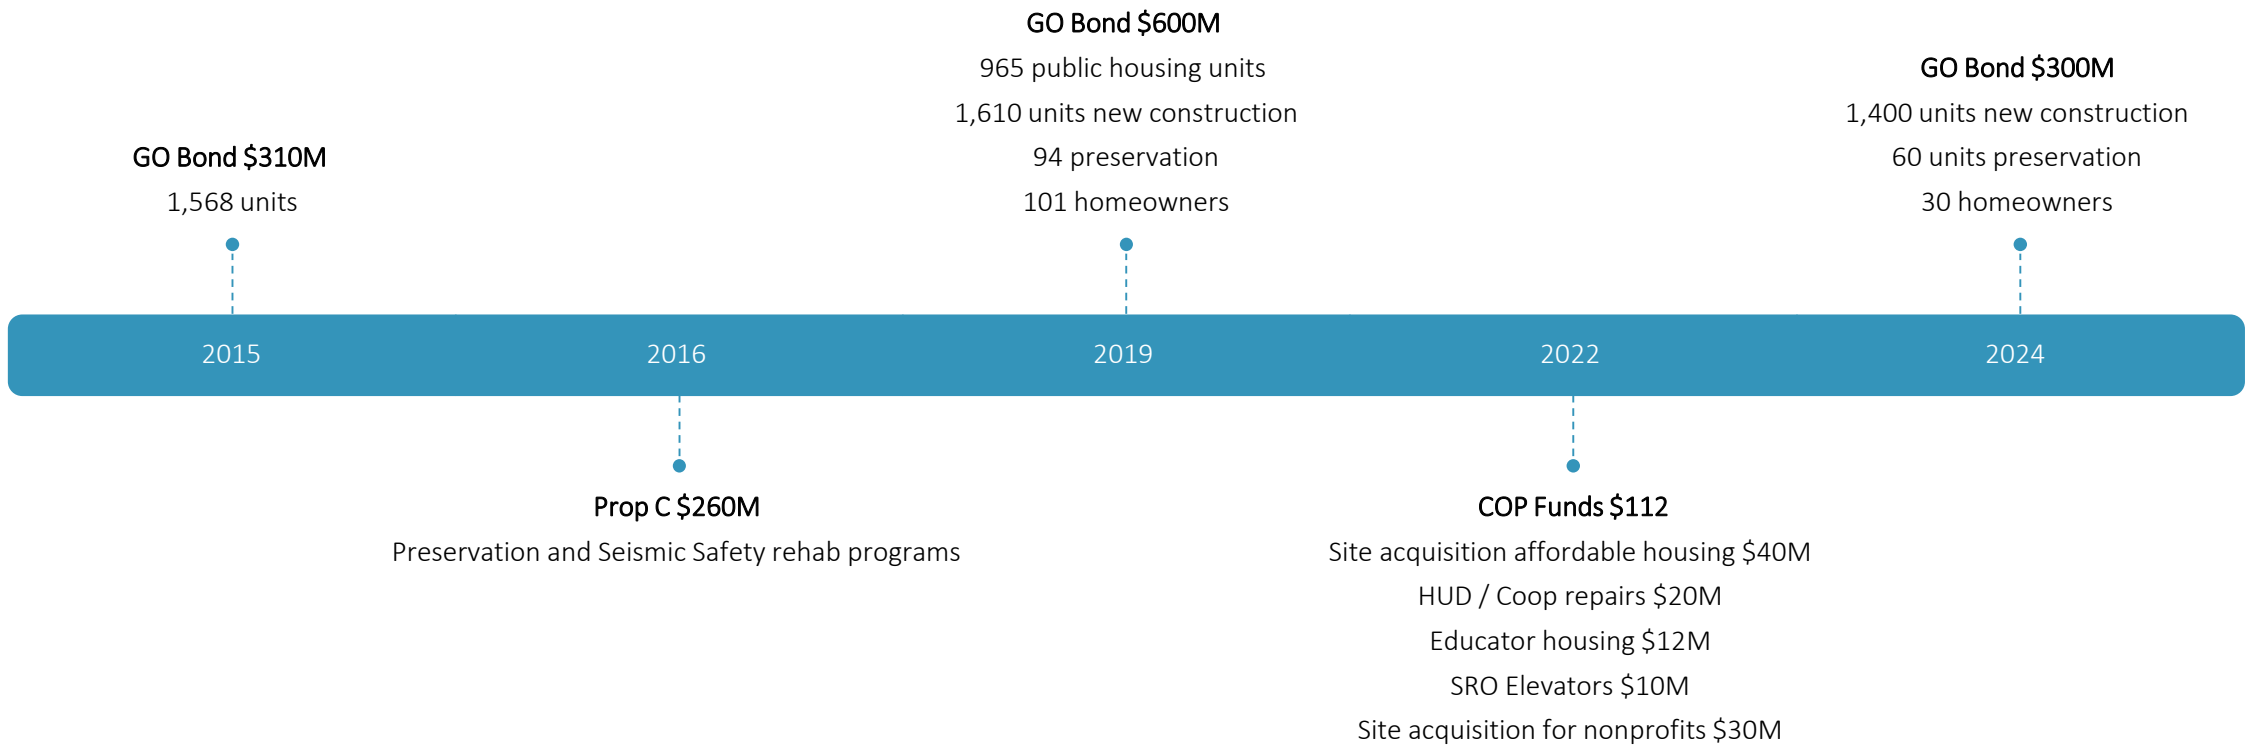 GO Bond $310M
1,568 units
GO Bond $600M
965 public housing units
1,610 units new construction
94 preservation
101 homeowners
GO Bond $300M
1,400 units new construction
60 units preservation
30 homeowners
2015
2016
2019
2022
2024
Prop C $260M
Preservation and Seismic Safety rehab programs
COP Funds $112
Site acquisition affordable housing $40M
HUD / Coop repairs $20M
Educator housing $12M
SRO Elevators $10M
Site acquisition for nonprofits $30M